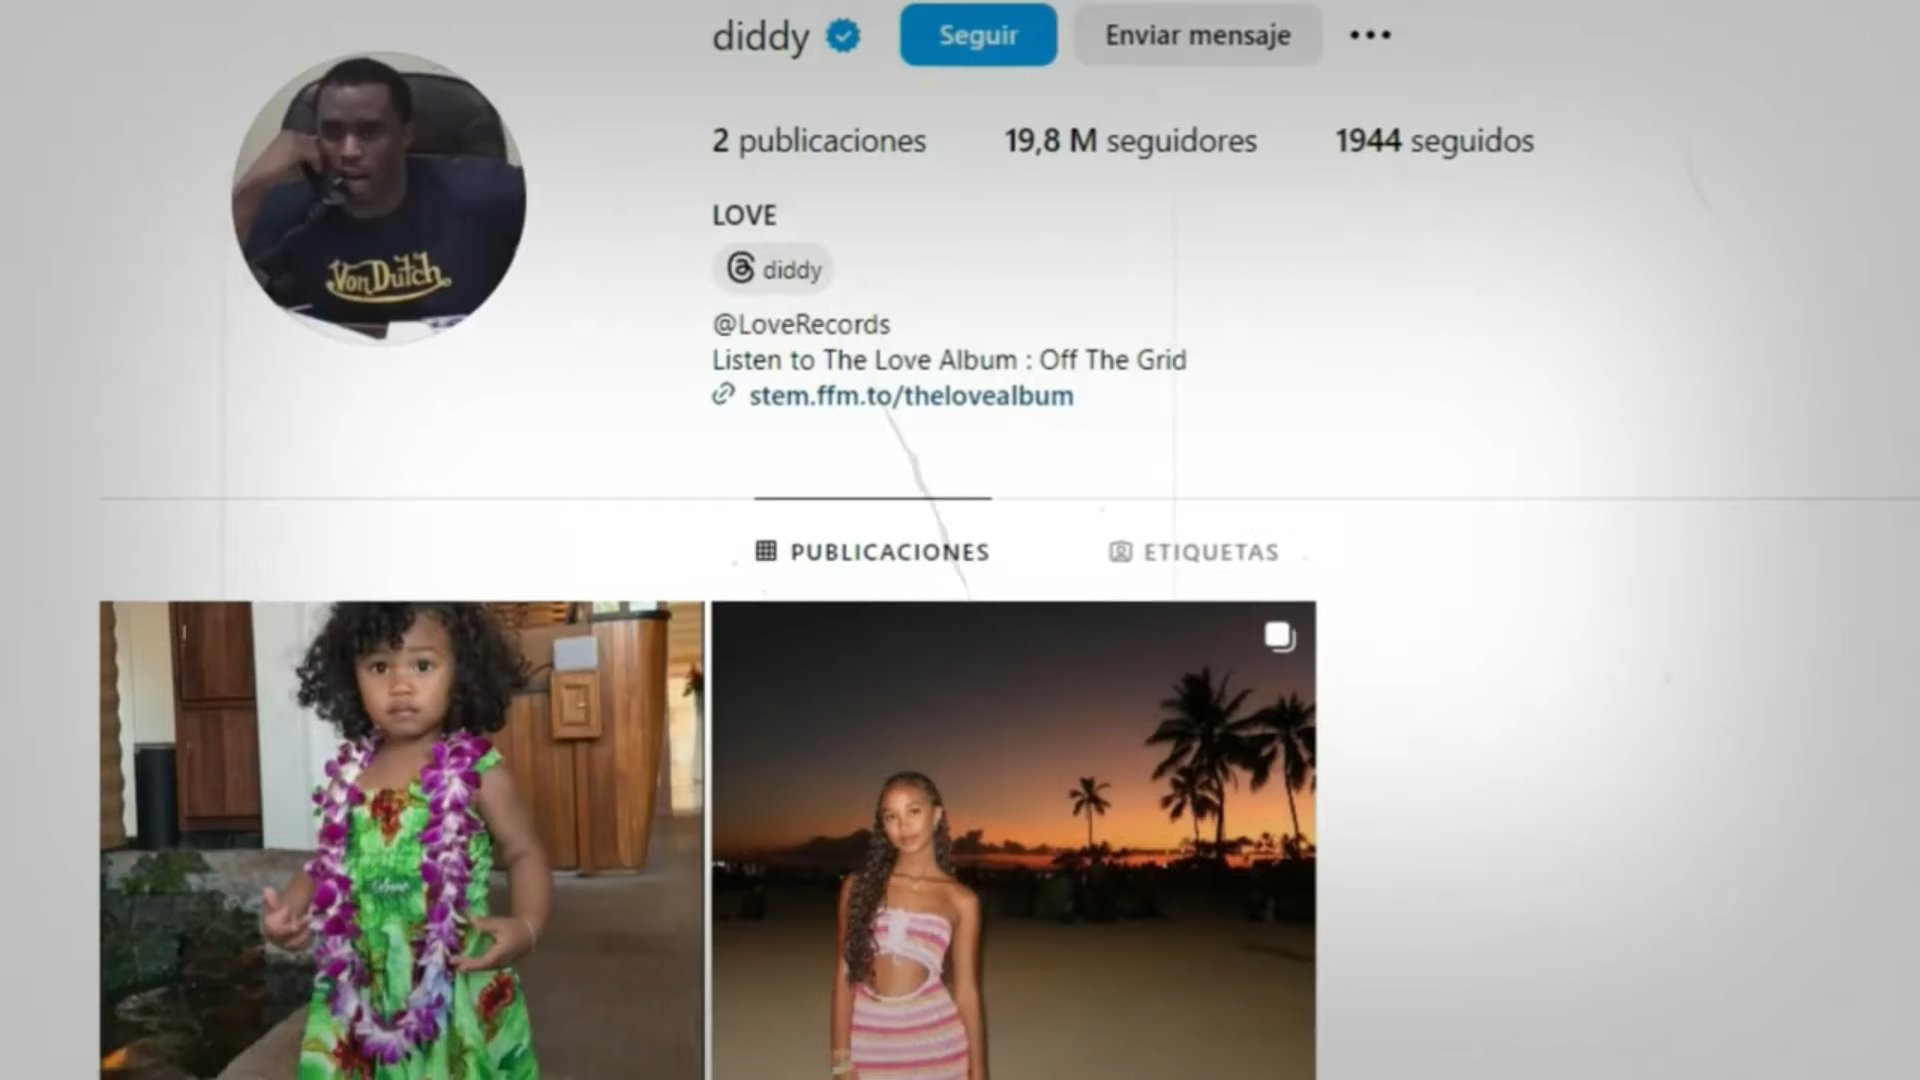 diddy Seguir Enviar mensaje
2 publicaciones 19,8 M seguidores 1944 seguidos
LOVE
diddy
@LoveRecords
Listen to The Love Album : Off The Grid
stem.ffm.to/thelovealbum
Von Dutch
PUBLICACIONES ETIQUETAS